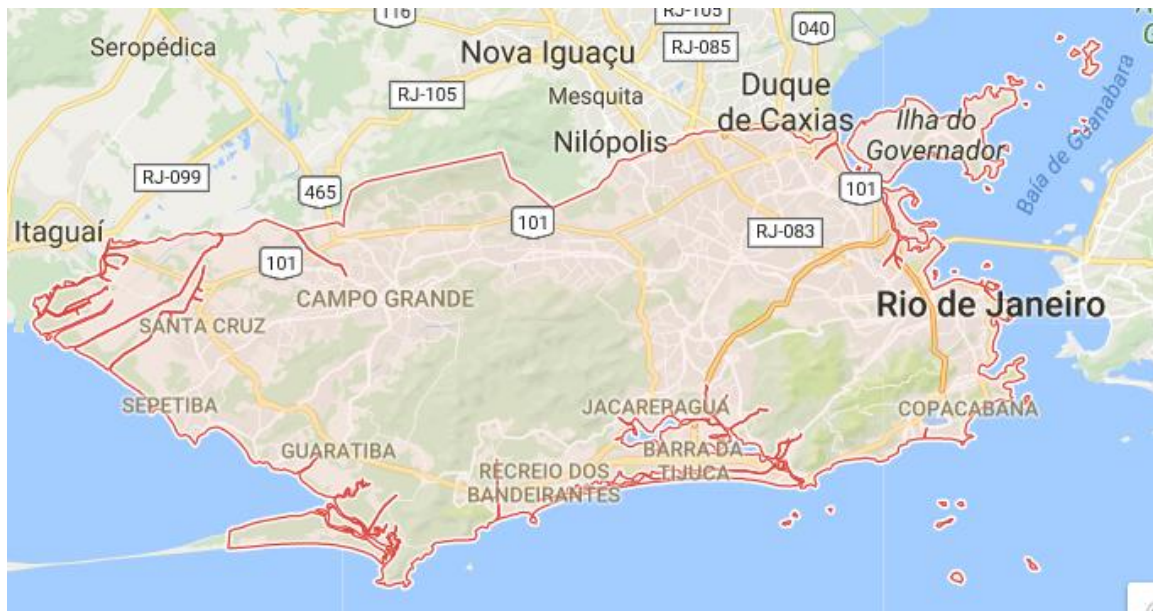 116
RJ-105
Seropédica
Nova Iguaçu
RJ-085
040
RJ-105
Mesquita
Duque
de Caxias
Nilópolis
Ilha do
Governador
Baía de Guanabara
RJ-099
465
101
101
RJ-083
Itaguaí
101
CAMPO GRANDE
Rio de Janeiro
SANTA CRUZ
SEPETIBA
JACAREPAGUÁ
COPACABANA
GUARATIBA
BARRA DA
TIJUCA
RECREIO DOS
BANDEIRANTES